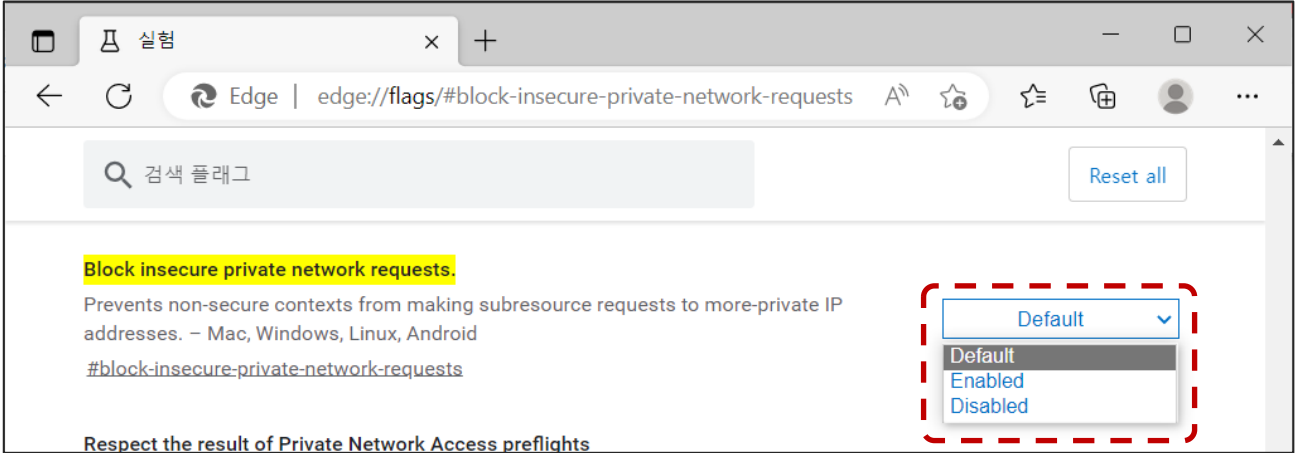 실험
Edge | edge://flags/#block-insecure-private-network-requests
검색 플래그
Reset all
Block insecure private network requests.
Prevents non-secure contexts from making subresource requests to more-private IP
addresses. – Mac, Windows, Linux, Android
#block-insecure-private-network-requests
Default
Default
Enabled
Disabled
Respect the result of Private Network Access preflights